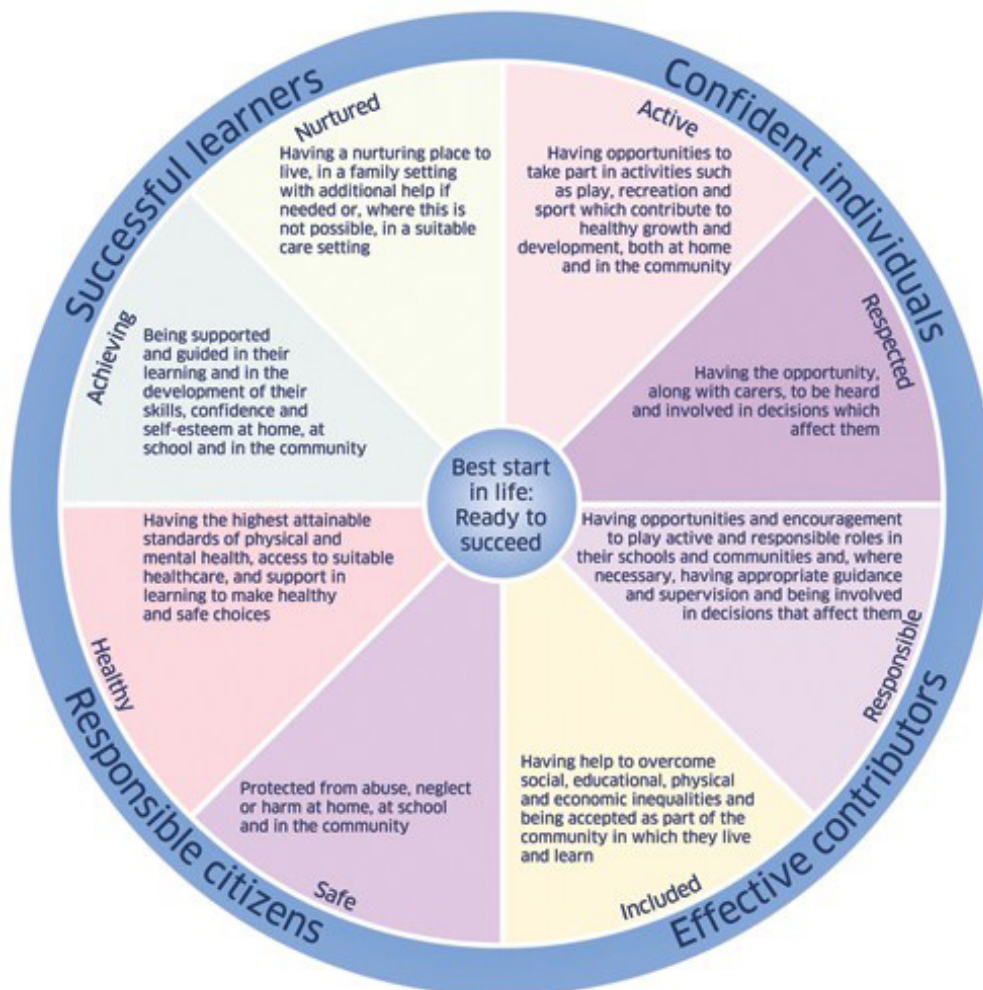 Successful learners
Confident individuals
Nurtured
Having a nurturing place to
live, in a family setting
with additional help if
needed or, where this is
not possible, in a suitable
care setting
Active
Having opportunities to
take part in activities such
as play, recreation and
sport which contribute to
healthy growth and
development, both at home
and in the community
Achieving
Being supported
and guided in their
learning and in the
development of their
skills, confidence and
self-esteem at home, at
school and in the community
Respected
Having the opportunity,
along with carers, to be heard
and involved in decisions which
affect them
Best start
in life:
Ready to
succeed
Healthy
Having the highest attainable
standards of physical and
mental health, access to suitable
healthcare, and support in
learning to make healthy
and safe choices
Responsible
Having opportunities and encouragement
to play active and responsible roles in
their schools and communities and, where
necessary, having appropriate guidance
and supervision and being involved
in decisions that affect them
Safe
Protected from abuse, neglect
or harm at home, at school
and in the community
Included
Having help to overcome
social, educational, physical
and economic inequalities and
being accepted as part of the
community in which they live
and learn
Responsible citizens
Effective contributors